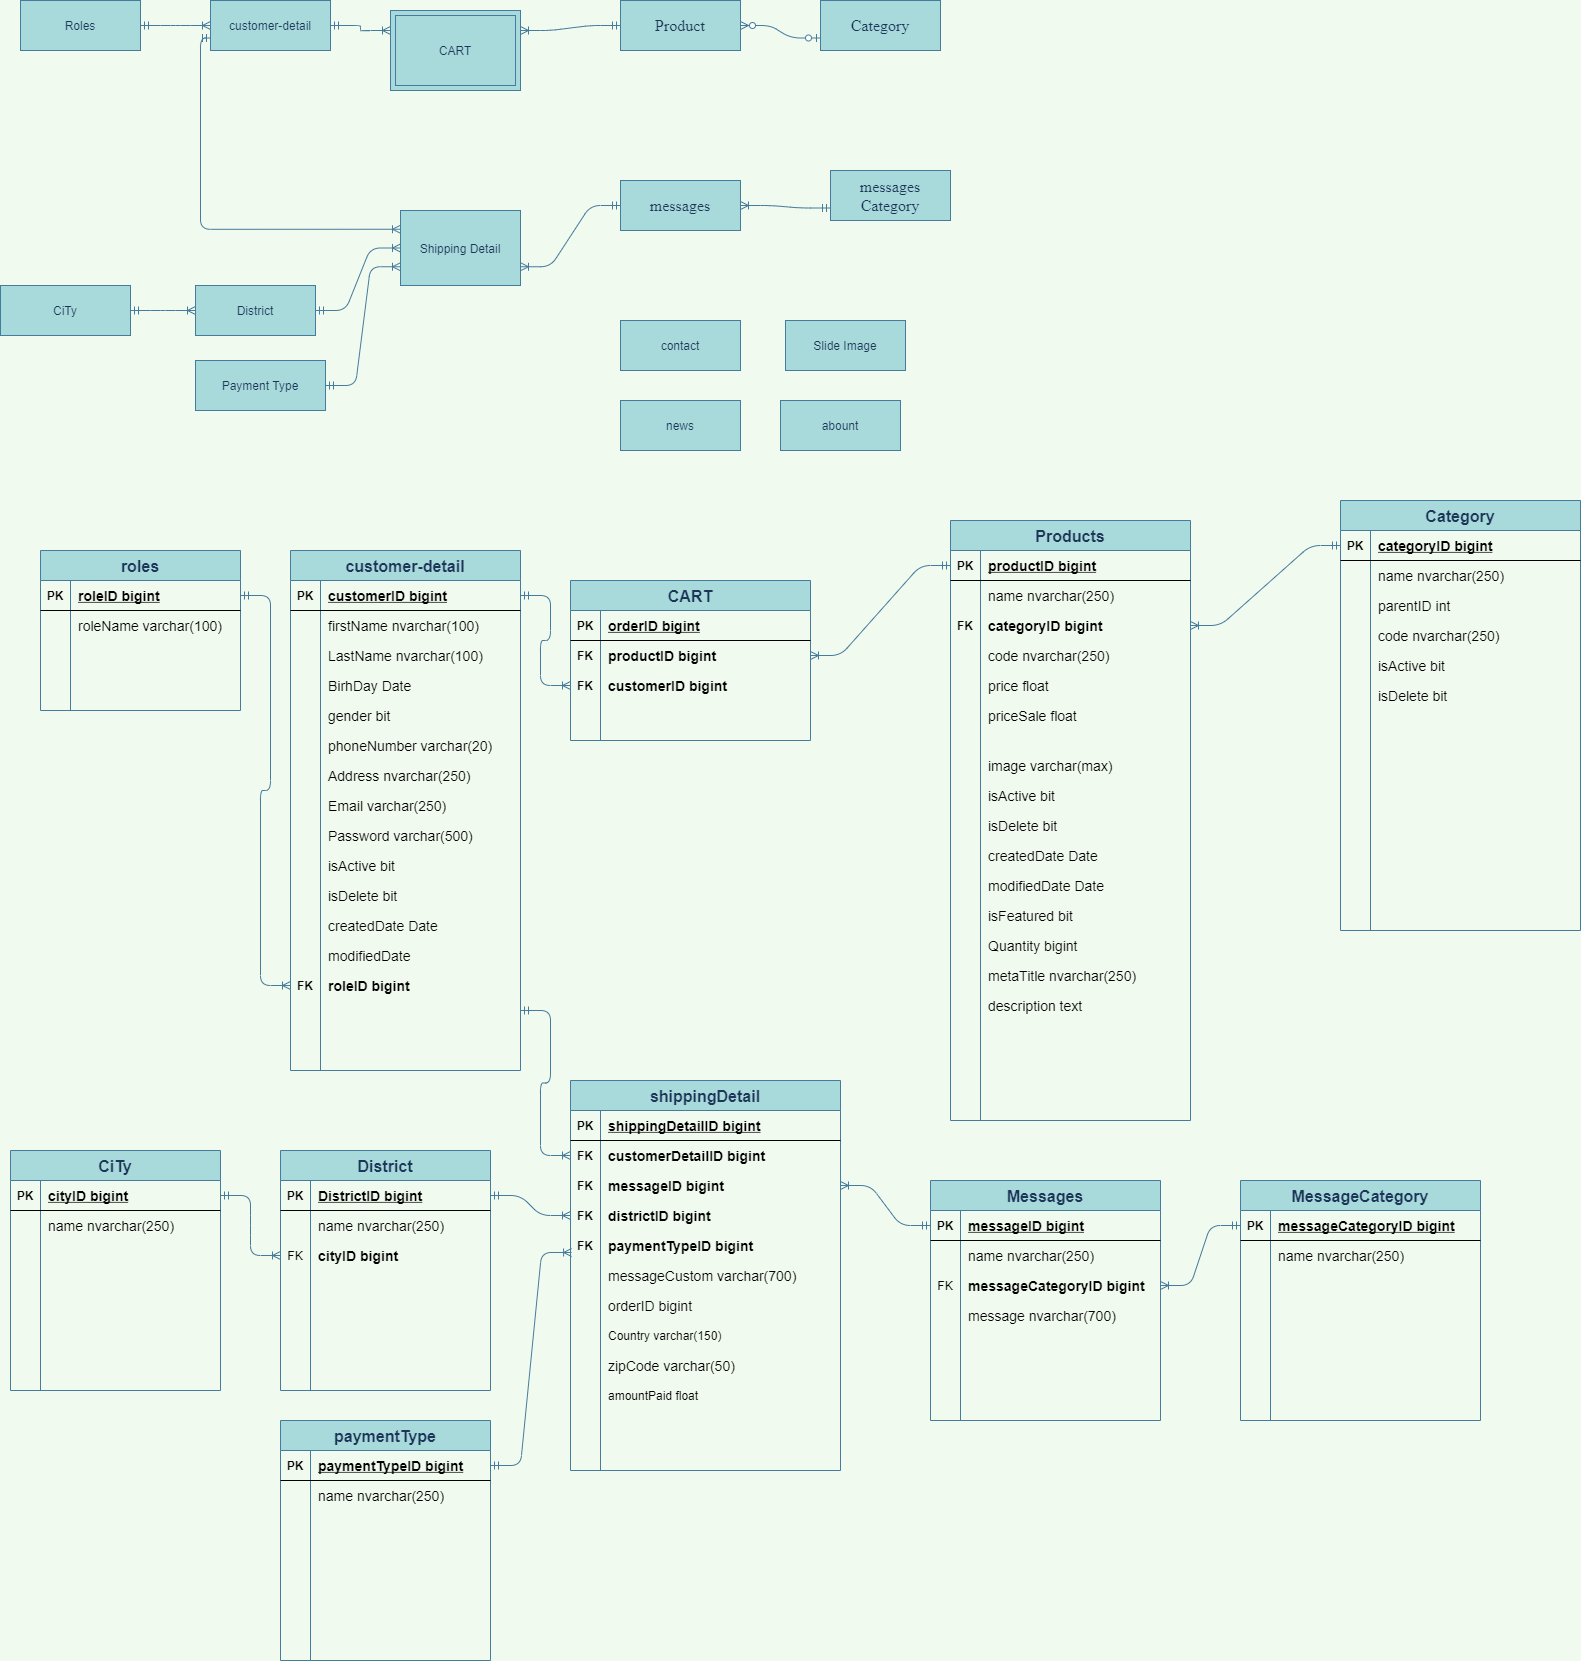 Roles
customer-detail
CART
Product
Category
messages
messages
Category
Shipping Detail
CiTy
District
Payment Type
contact
Slide Image
news
abount
roles
PK roleID bigint
roleName varchar(100)
customer-detail
PK customerID bigint
firstName nvarchar(100)
LastName nvarchar(100)
BirhDay Date
gender bit
phoneNumber varchar(20)
Address nvarchar(250)
Email varchar(250)
Password varchar(500)
isActive bit
isDelete bit
createdDate Date
modifiedDate
FK roleID bigint
CART
PK orderID bigint
FK productID bigint
FK customerID bigint
Products
PK productID bigint
name nvarchar(250)
FK categoryID bigint
code nvarchar(250)
price float
priceSale float
image varchar(max)
isActive bit
isDelete bit
createdDate Date
modifiedDate Date
isFeatured bit
Quantity bigint
metaTitle nvarchar(250)
description text
Category
PK categoryID bigint
name nvarchar(250)
parentID int
code nvarchar(250)
isActive bit
isDelete bit
CiTy
PK cityID bigint
name nvarchar(250)
District
PK DistrictID bigint
name nvarchar(250)
FK cityID bigint
paymentType
PK paymentTypeID bigint
name nvarchar(250)
shippingDetail
PK shippingDetailID bigint
FK customerDetailID bigint
FK messageID bigint
FK districtID bigint
FK paymentTypeID bigint
messageCustom varchar(700)
orderID bigint
Country varchar(150)
zipCode varchar(50)
amountPaid float
Messages
PK messageID bigint
name nvarchar(250)
FK messageCategoryID bigint
message nvarchar(700)
MessageCategory
PK messageCategoryID bigint
name nvarchar(250)